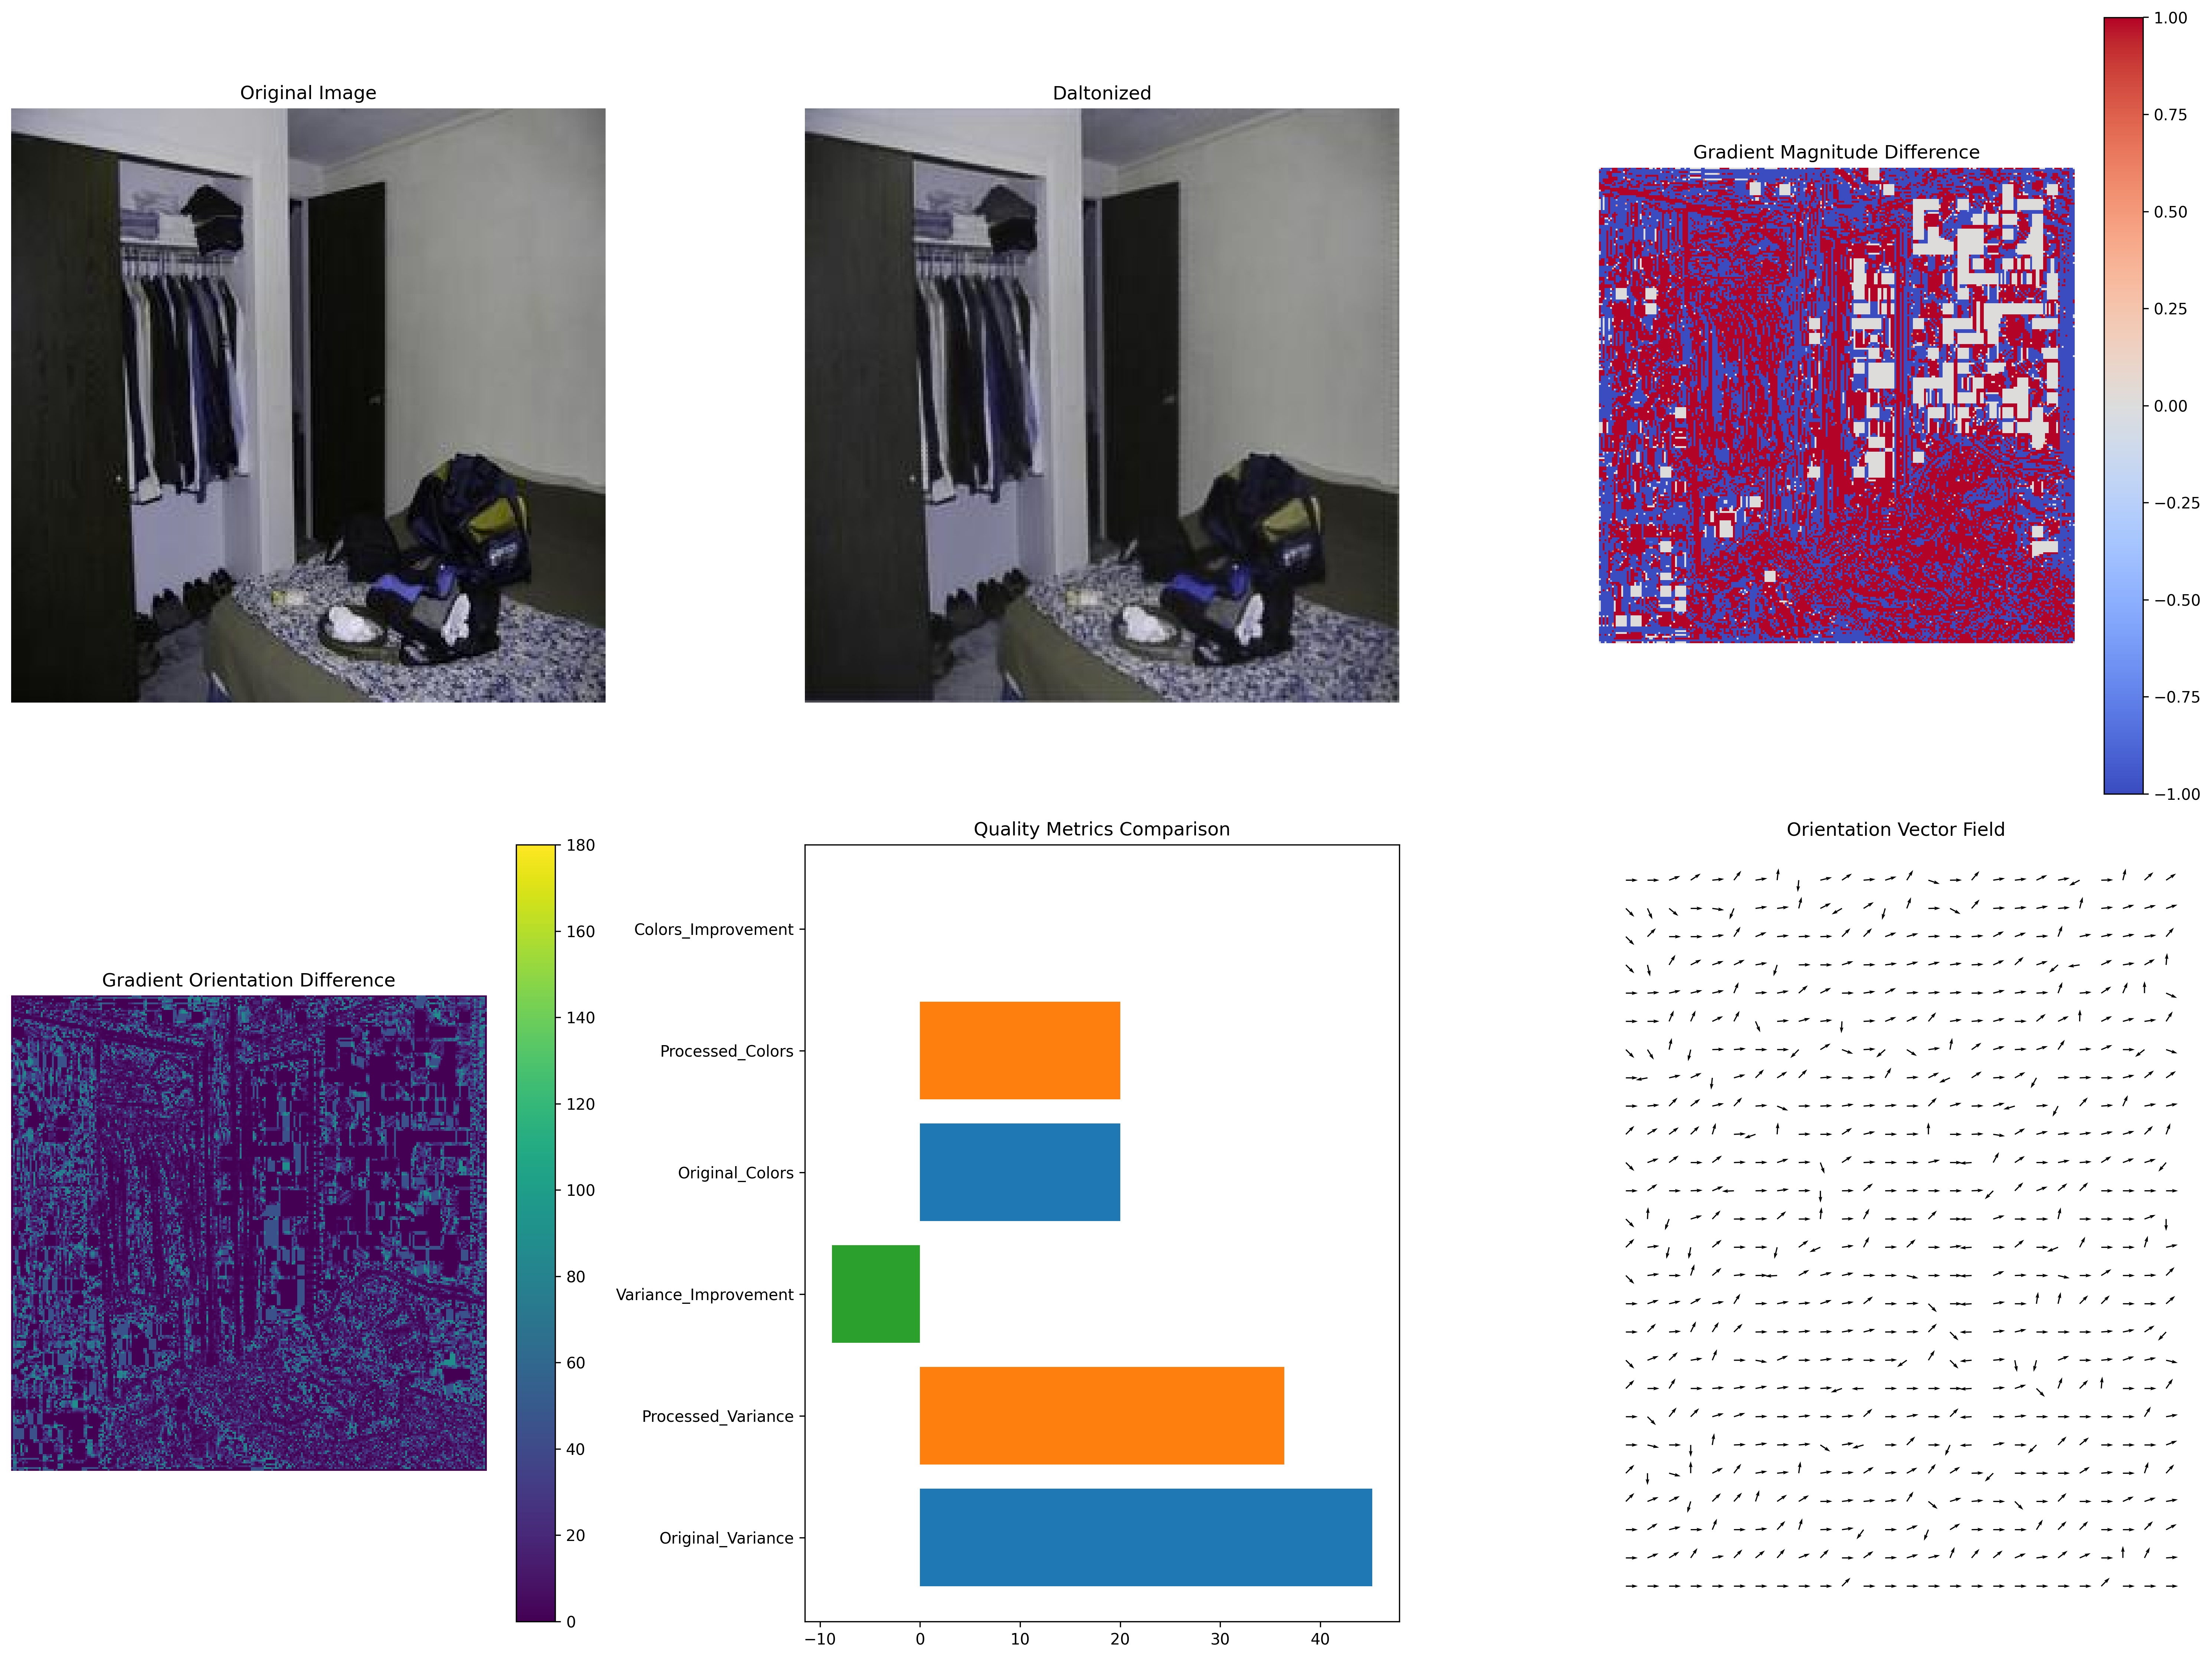 Original Image
Daltonized
Gradient Magnitude Difference
1.00
0.75
0.50
0.25
0.00
−0.25
−0.50
−0.75
−1.00
Gradient Orientation Difference
180
160
140
120
100
80
60
40
20
0
Quality Metrics Comparison
Colors_Improvement
Processed_Colors
Original_Colors
Variance_Improvement
Processed_Variance
Original_Variance
−10
0
10
20
30
40
Orientation Vector Field